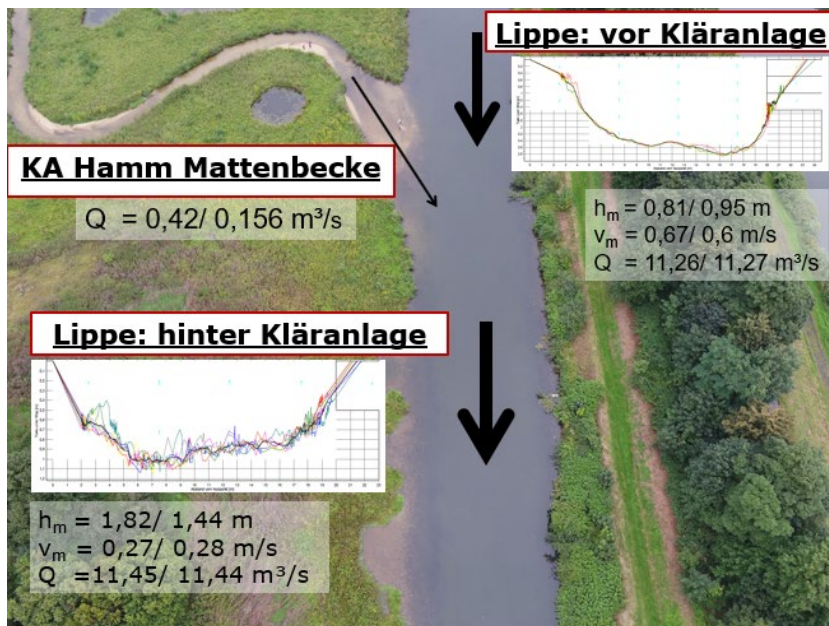 Lippe: vor Kläranlage
KA Hamm Mattenbecke
Q = 0,42/ 0,156 m³/s
hₘ = 0,81/ 0,95 m
vₘ = 0,67/ 0,6 m/s
Q = 11,26/ 11,27 m³/s
Lippe: hinter Kläranlage
hₘ = 1,82/ 1,44 m
vₘ = 0,27/ 0,28 m/s
Q =11,45/ 11,44 m³/s